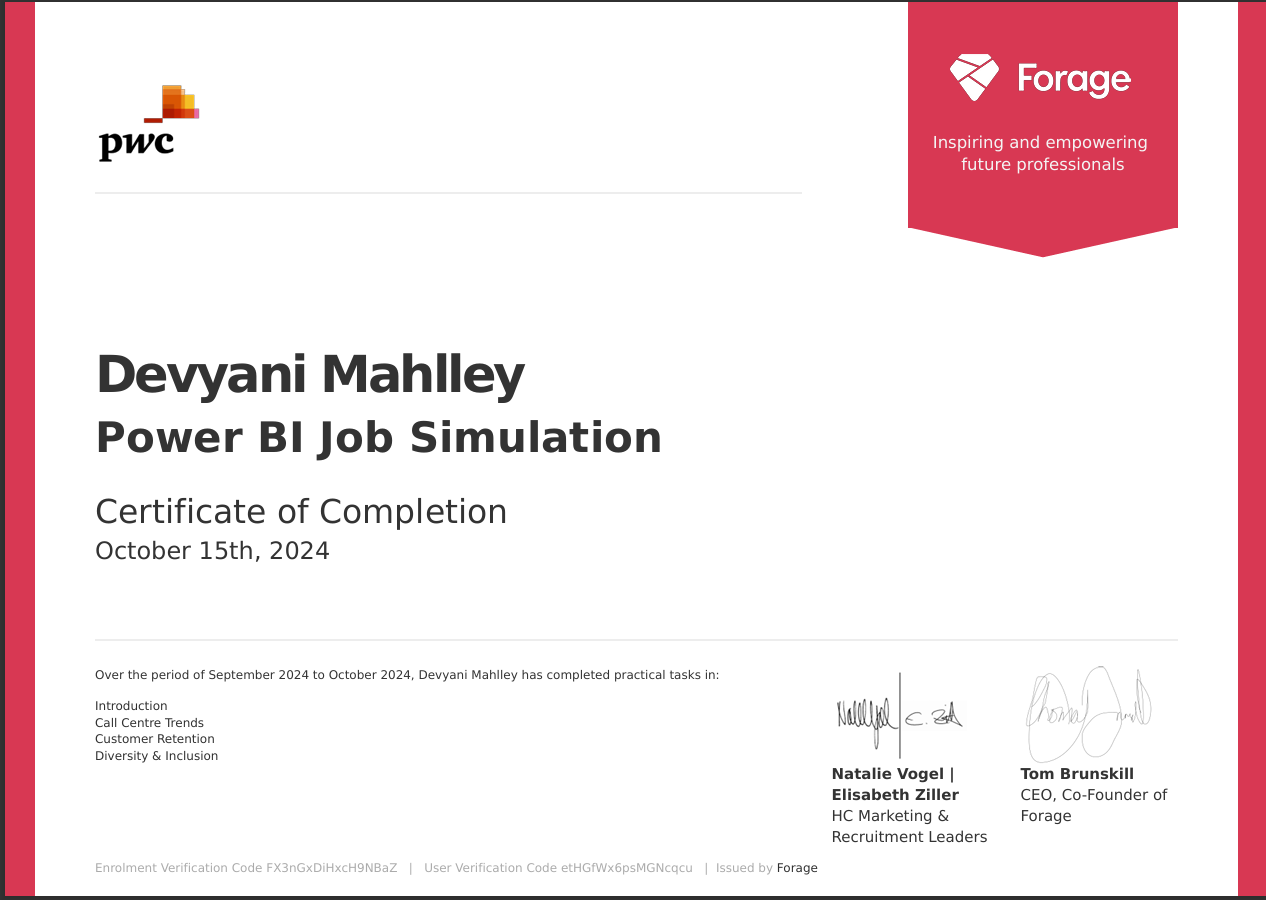 pwc
Forage
Inspiring and empowering
future professionals
Devyani Mahlley
Power BI Job Simulation
Certificate of Completion
October 15th, 2024
Over the period of September 2024 to October 2024, Devyani Mahlley has completed practical tasks in:
Introduction
Call Centre Trends
Customer Retention
Diversity & Inclusion
Natalie Vogel |
Elisabeth Ziller
HC Marketing &
Recruitment Leaders
Tom Brunskill
CEO, Co-Founder of
Forage
Enrolment Verification Code FX3nGxDiHxcH9NBaZ | User Verification Code etHGfWx6psMGNcqcu | Issued by Forage